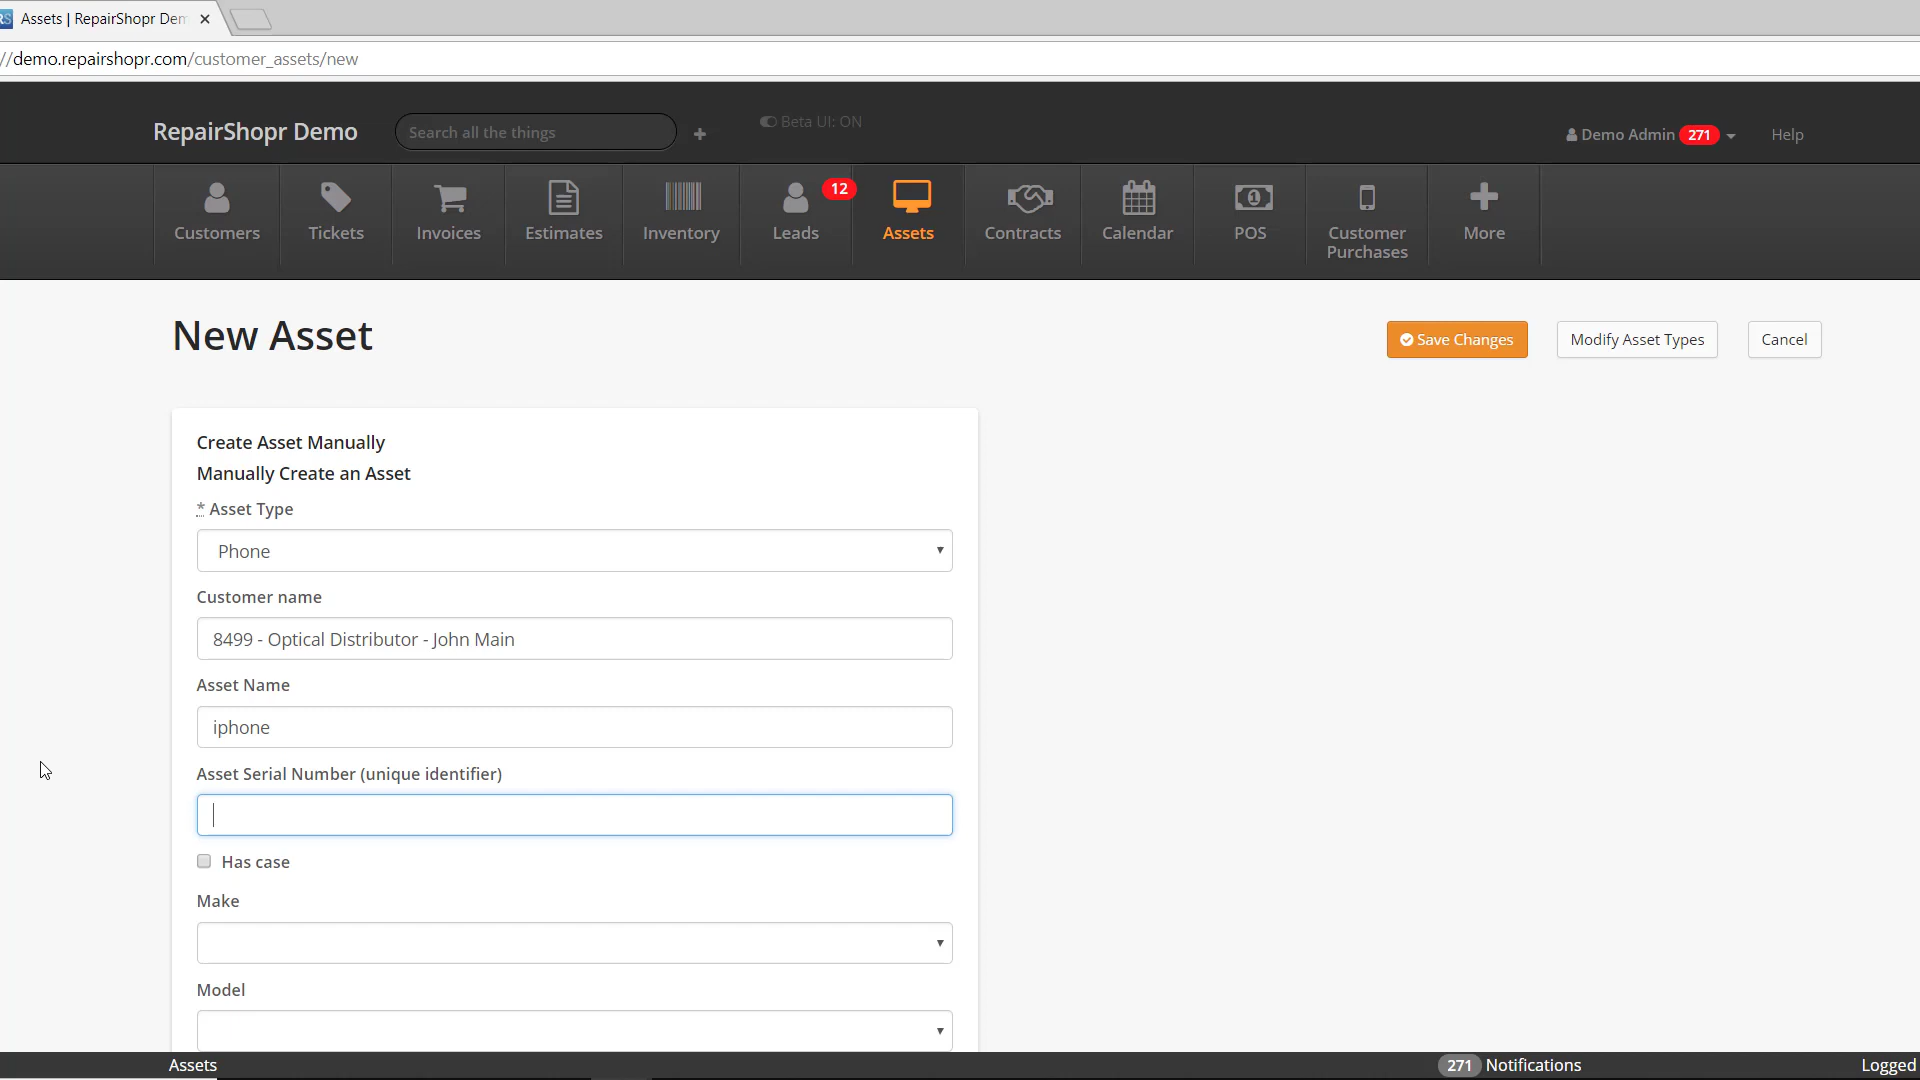 Assets | RepairShopr Dem
//demo.repairshopr.com/customer_assets/new
RepairShopr Demo
Search all the things
Beta UI: ON
Demo Admin 271
Help
Customers
Tickets
Invoices
Estimates
Inventory
Leads
12
Assets
Contracts
Calendar
POS
Customer
Purchases
More
New Asset
Save Changes
Modify Asset Types
Cancel
Create Asset Manually
Manually Create an Asset
* Asset Type
Phone
Customer name
8499 - Optical Distributor - John Main
Asset Name
iphone
Asset Serial Number (unique identifier)
Has case
Make
Model
Assets
271 Notifications
Logged